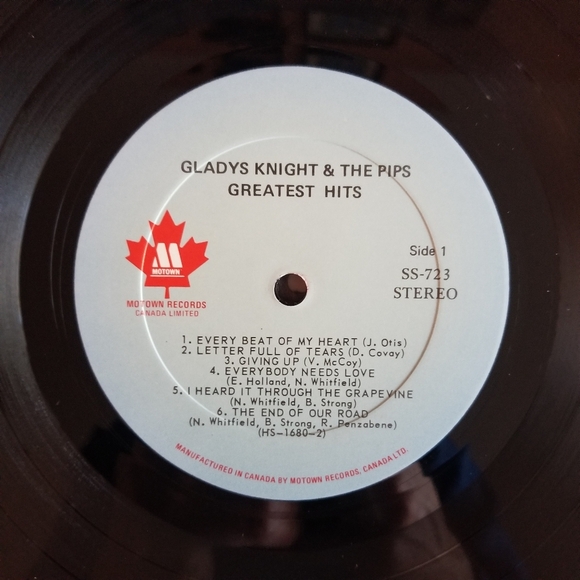 GLADYS KNIGHT & THE PIPS
GREATEST HITS
M
MOTOWN
MOTOWN RECORDS
CANADA LIMITED
Side 1
SS-723
STEREO
1. EVERY BEAT OF MY HEART (J. Otis)
2. LETTER FULL OF TEARS (D. Covay)
3. GIVING UP (V. McCoy)
4. EVERYBODY NEEDS LOVE
(E. Holland, N. Whitfield)
5. I HEARD IT THROUGH THE GRAPEVINE
(N. Whitfield, B. Strong)
6. THE END OF OUR ROAD
(N. Whitfield, B. Strong, R. Penzabene)
(HS-1680-2)
MANUFACTURED IN CANADA BY MOTOWN RECORDS, CANADA LTD.